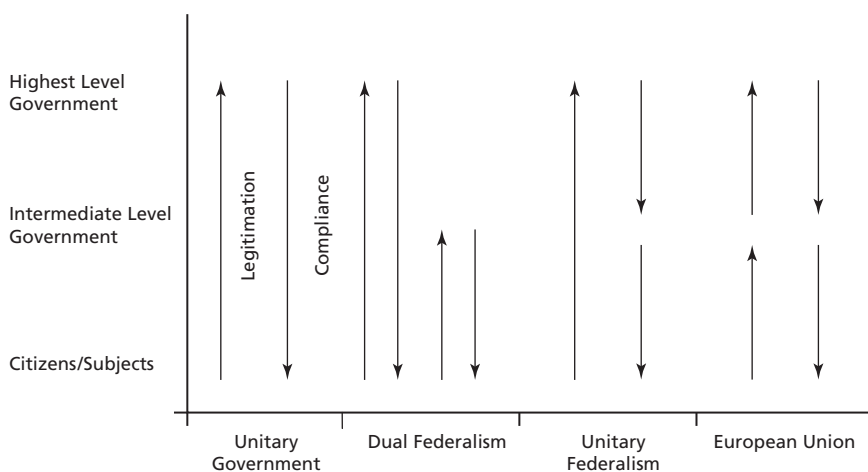 Highest Level
Government
Intermediate Level
Government
Citizens/Subjects
Legitimation
Compliance
Unitary
Government
Dual Federalism
Unitary
Federalism
European Union